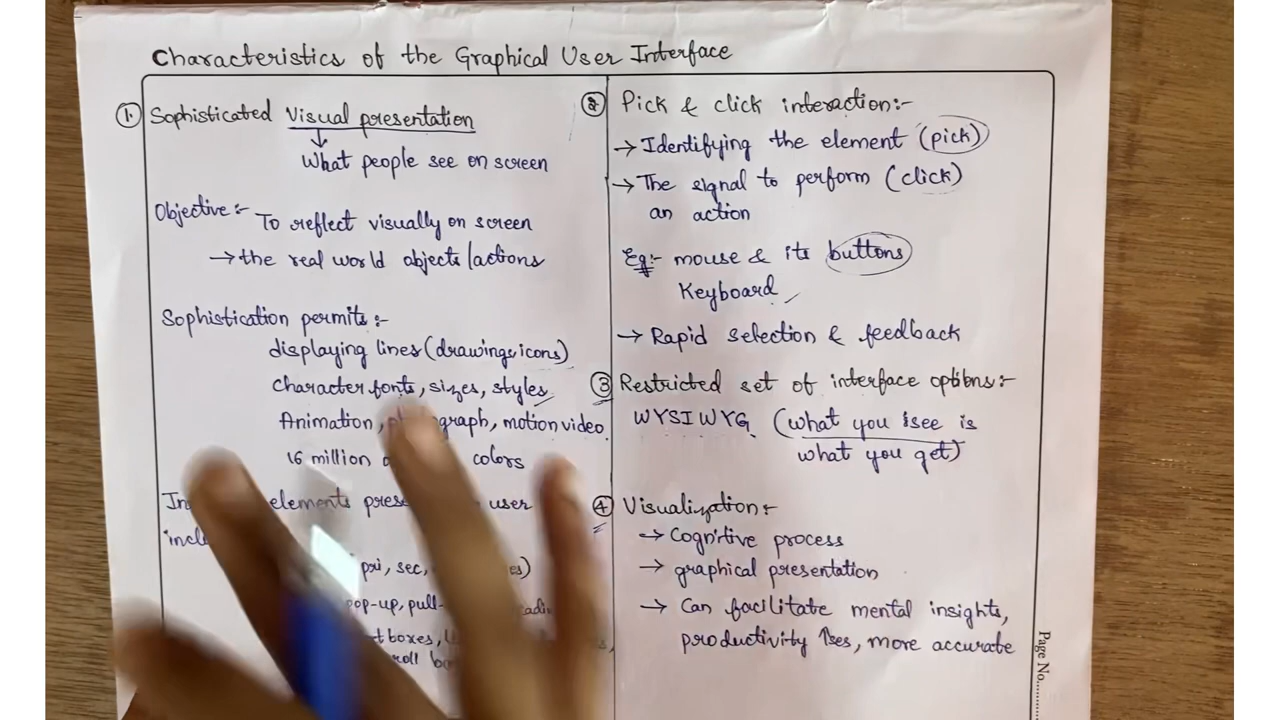 Characteristics of the Graphical User Interface
1. Sophisticated Visual presentation
What people see on screen
Objective :- To reflect visually on screen
→ the real world objects/actions
Sophistication permits :-
displaying lines (drawings, icons)
Character fonts, sizes, styles
Animation, graph, motion video
16 million colors
elements user
pri, sec,
pop-up, pull-
boxes,
2 Pick & click interaction :-
→ Identifying the element (pick)
→ The signal to perform (click)
an action
Eg:- mouse & its buttons
Keyboard
→ Rapid selection & feedback
3 Restricted set of interface options :-
WYSIWYG (what you see is
what you get)
4 Visualization :-
→ Cognitive process
→ graphical presentation
→ Can facilitate mental insights,
productivity ↑ses, more accurate
Page No..........